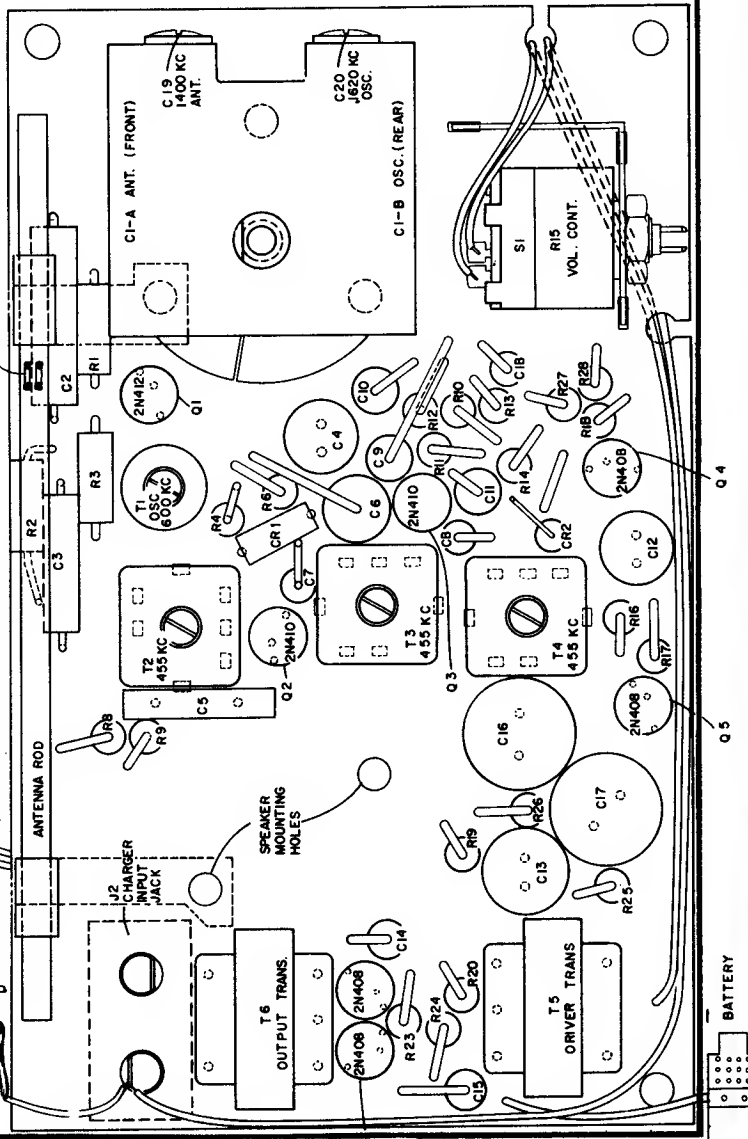 C19
1400 KC
ANT.
C20
1620 KC
OSC.
C1-A ANT. (FRONT)
C1-B OSC. (REAR)
S1
R15
VOL. CONT.
C2
R1
2N412
Q1
R2
C3
R3
T1
OSC
600 KC
R4
R6
CR1
C7
C4
C10
C9
R12
R10
R11
R13
C18
R27
R28
R18
C6
2N410
C11
R14
C8
CR2
2N408
Q4
C12
T2
455 KC
2N410
Q2
T3
455 KC
Q3
T4
455 KC
R16
R17
2N408
Q5
C5
R8
R9
ANTENNA ROD
C16
C17
R26
R19
C13
R25
SPEAKER
MOUNTING
HOLES
J2
CHARGER
INPUT
JACK
T6
OUTPUT TRANS.
C14
2N408
2N408
R23
R24
R20
C15
T5
DRIVER TRANS
BATTERY